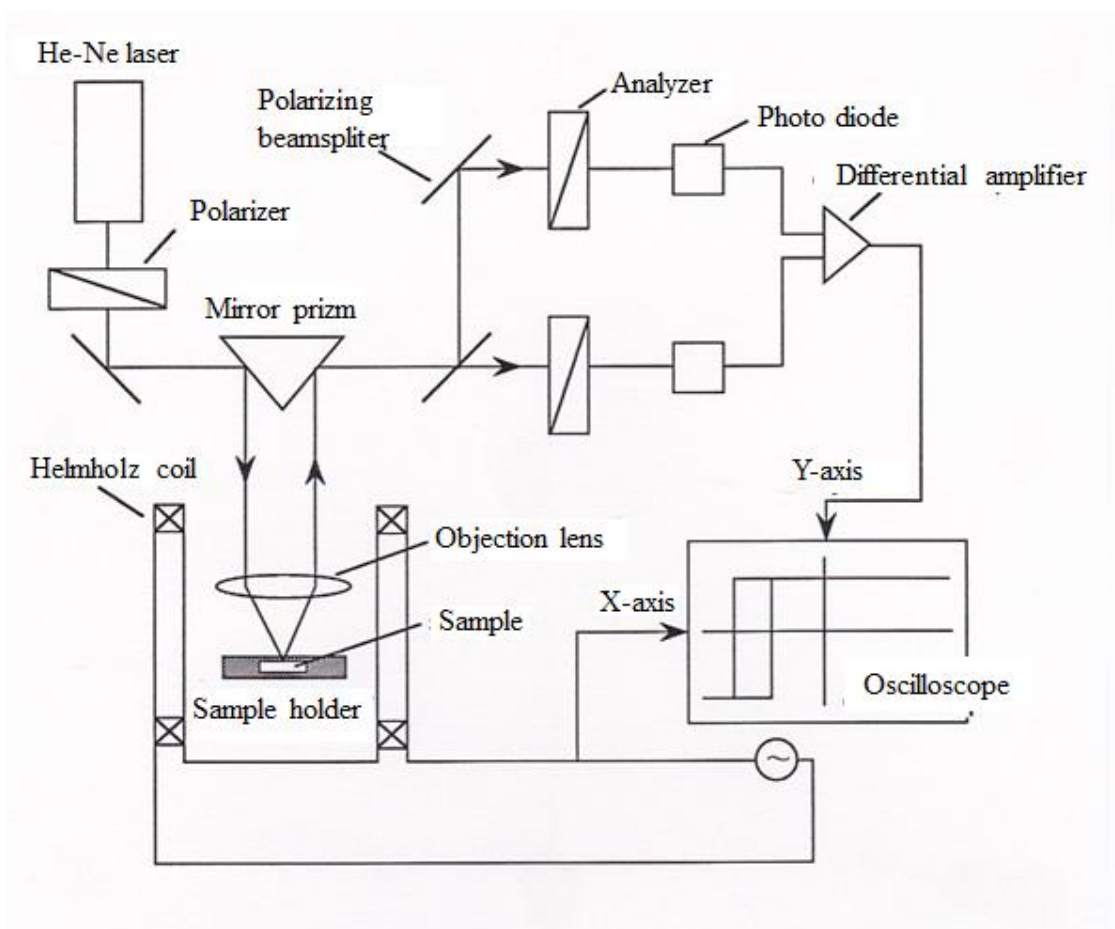 He-Ne laser
Polarizing
beamspliter
Analyzer
Photo diode
Differential amplifier
Polarizer
Mirror prizm
Helmholz coil
Objection lens
Y-axis
X-axis
Sample
Oscilloscope
Sample holder
~